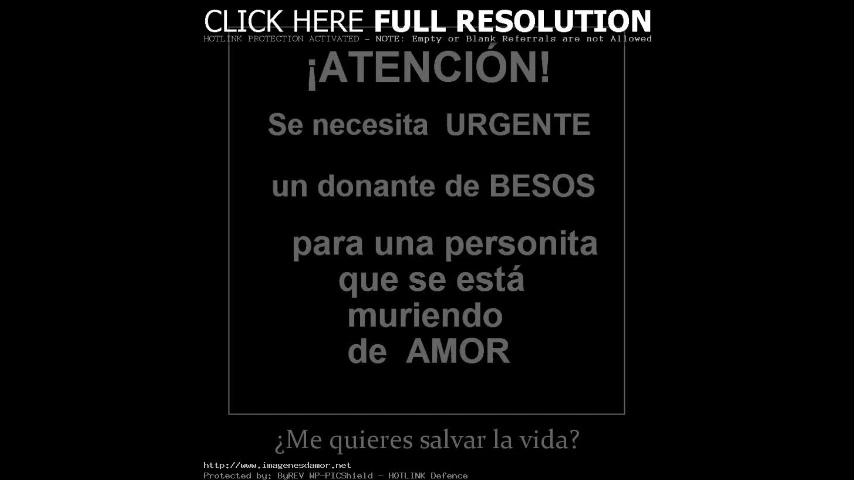 CLICK HERE FULL RESOLUTION
HOTLINK PROTECTION ACTIVATED - NOTE: Empty or Blank Referrals are not Allowed
¡ATENCIÓN!
Se necesita URGENTE
un donante de BESOS
para una personita
que se está
muriendo
de AMOR
¿Me quieres salvar la vida?
http://www.imagenesdamor.net
Protected by: ByREV WP-PICShield - HOTLINK Defence